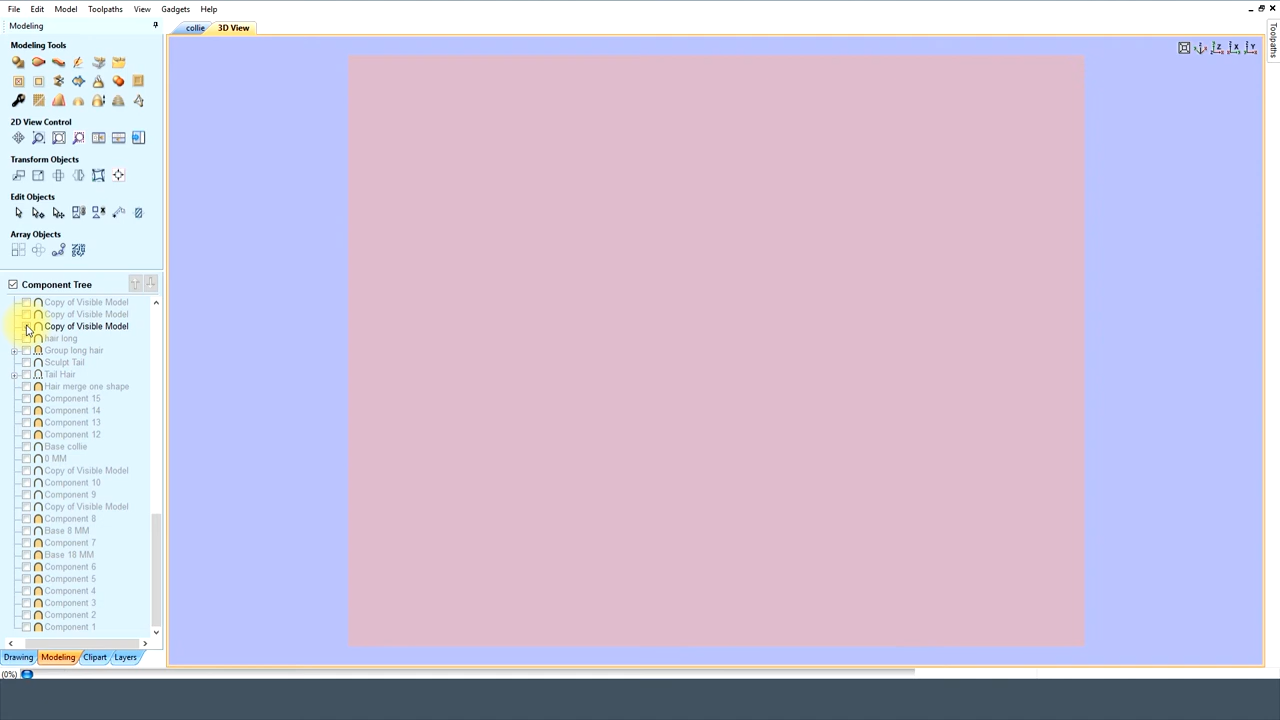 File Edit Model Toolpaths View Gadgets Help
Modeling
collie 3D View
Toolpaths
Modeling Tools
2D View Control
Transform Objects
Edit Objects
Array Objects
Component Tree
Copy of Visible Model
Copy of Visible Model
Copy of Visible Model
hair long
Group long hair
Sculpt Tail
Tail Hair
Hair merge one shape
Component 15
Component 14
Component 13
Component 12
Base collie
0 MM
Copy of Visible Model
Component 10
Component 9
Copy of Visible Model
Component 8
Base 8 MM
Component 7
Base 18 MM
Component 6
Component 5
Component 4
Component 3
Component 2
Component 1
Drawing Modeling Clipart Layers
(0%)